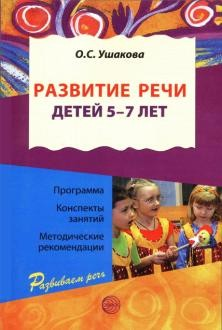 О.С. Ушакова
РАЗВИТИЕ РЕЧИ
ДЕТЕЙ 5–7 ЛЕТ
Программа
Конспекты
занятий
Методические
рекомендации
Развиваем речь